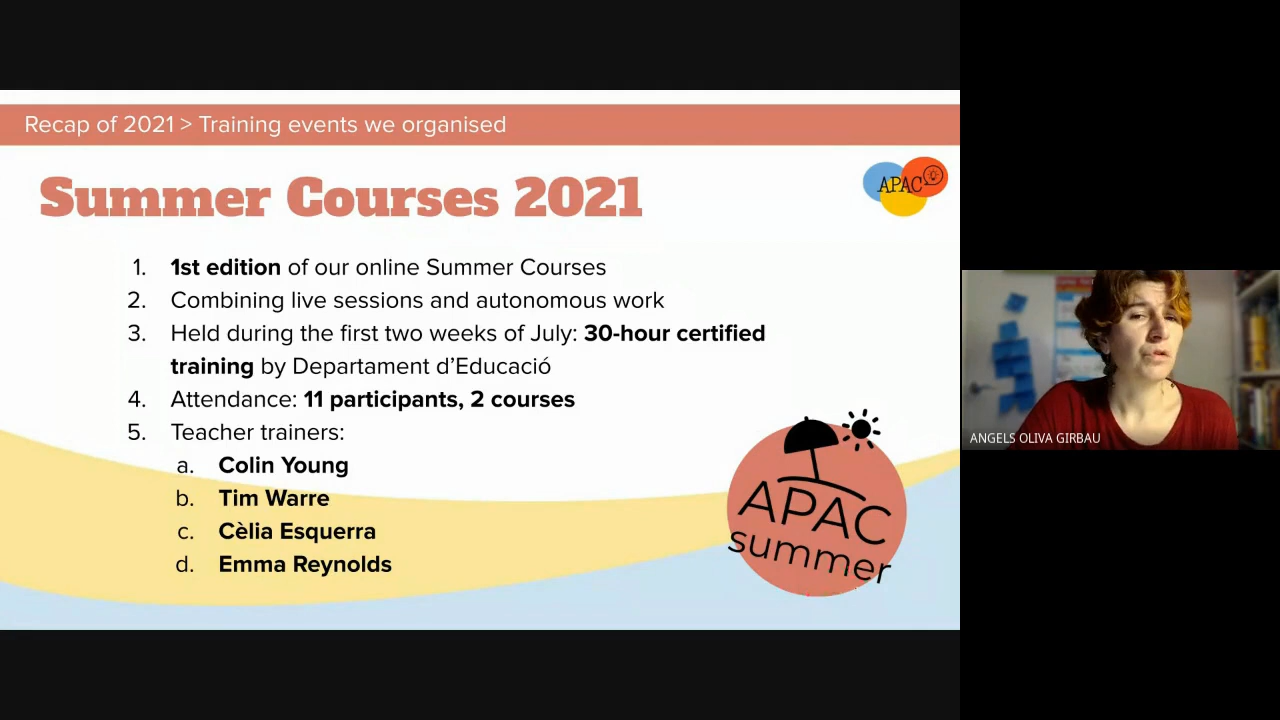 Recap of 2021 > Training events we organised
Summer Courses 2021
APAC
1. 1st edition of our online Summer Courses
2. Combining live sessions and autonomous work
3. Held during the first two weeks of July: 30-hour certified
training by Departament d’Educació
4. Attendance: 11 participants, 2 courses
5. Teacher trainers:
a. Colin Young
b. Tim Warre
c. Cèlia Esquerra
d. Emma Reynolds
APAC
summer
ANGELS OLIVA GIRBAU